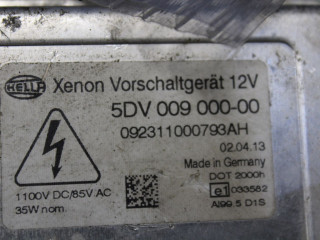 HELLA
Xenon Vorschaltgerät 12V
5DV 009 000-00
092311000793AH
02.04.13
Made in Germany
DOT 2000h
e1 033582
AI99.5 D1S
1100V DC/85V AC
35W nom.